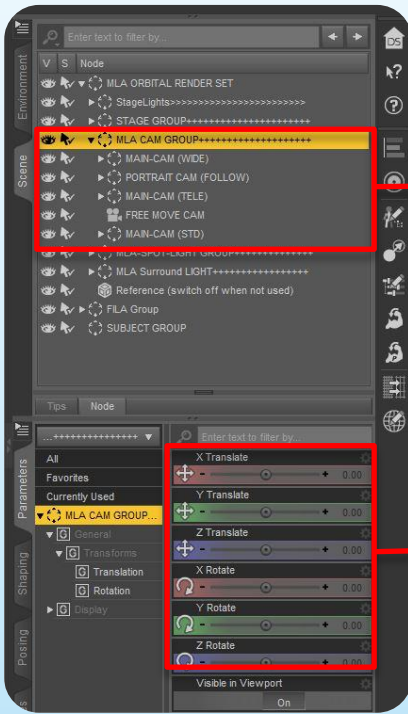 Enter text to filter by...
V S Node
MLA ORBITAL RENDER SET
StageLights>>>>>>>>>>>>>>>>>>>>>>>>
STAGE GROUP++++++++++++++++++++++
MLA CAM GROUP++++++++++++++++++++
MAIN-CAM (WIDE)
PORTRAIT CAM (FOLLOW)
MAIN-CAM (TELE)
FREE MOVE CAM
MAIN-CAM (STD)
MLA-SPOT-LIGHT GROUP++++++++++++++
MLA Surround LIGHT+++++++++++++++++
Reference (switch off when not used)
FILA Group
SUBJECT GROUP
Environment
Scene
DS
Tips Node
...+++++++++++++++ ▼
Enter text to filter by...
All
Favorites
Currently Used
MLA CAM GROUP...
G General
G Transforms
G Translation
G Rotation
G Display
X Translate
- + 0.00
Y Translate
- + 0.00
Z Translate
- + 0.00
X Rotate
- + 0.00
Y Rotate
- + 0.00
Z Rotate
Visible in Viewport
On
Parameters
Shaping
Posing